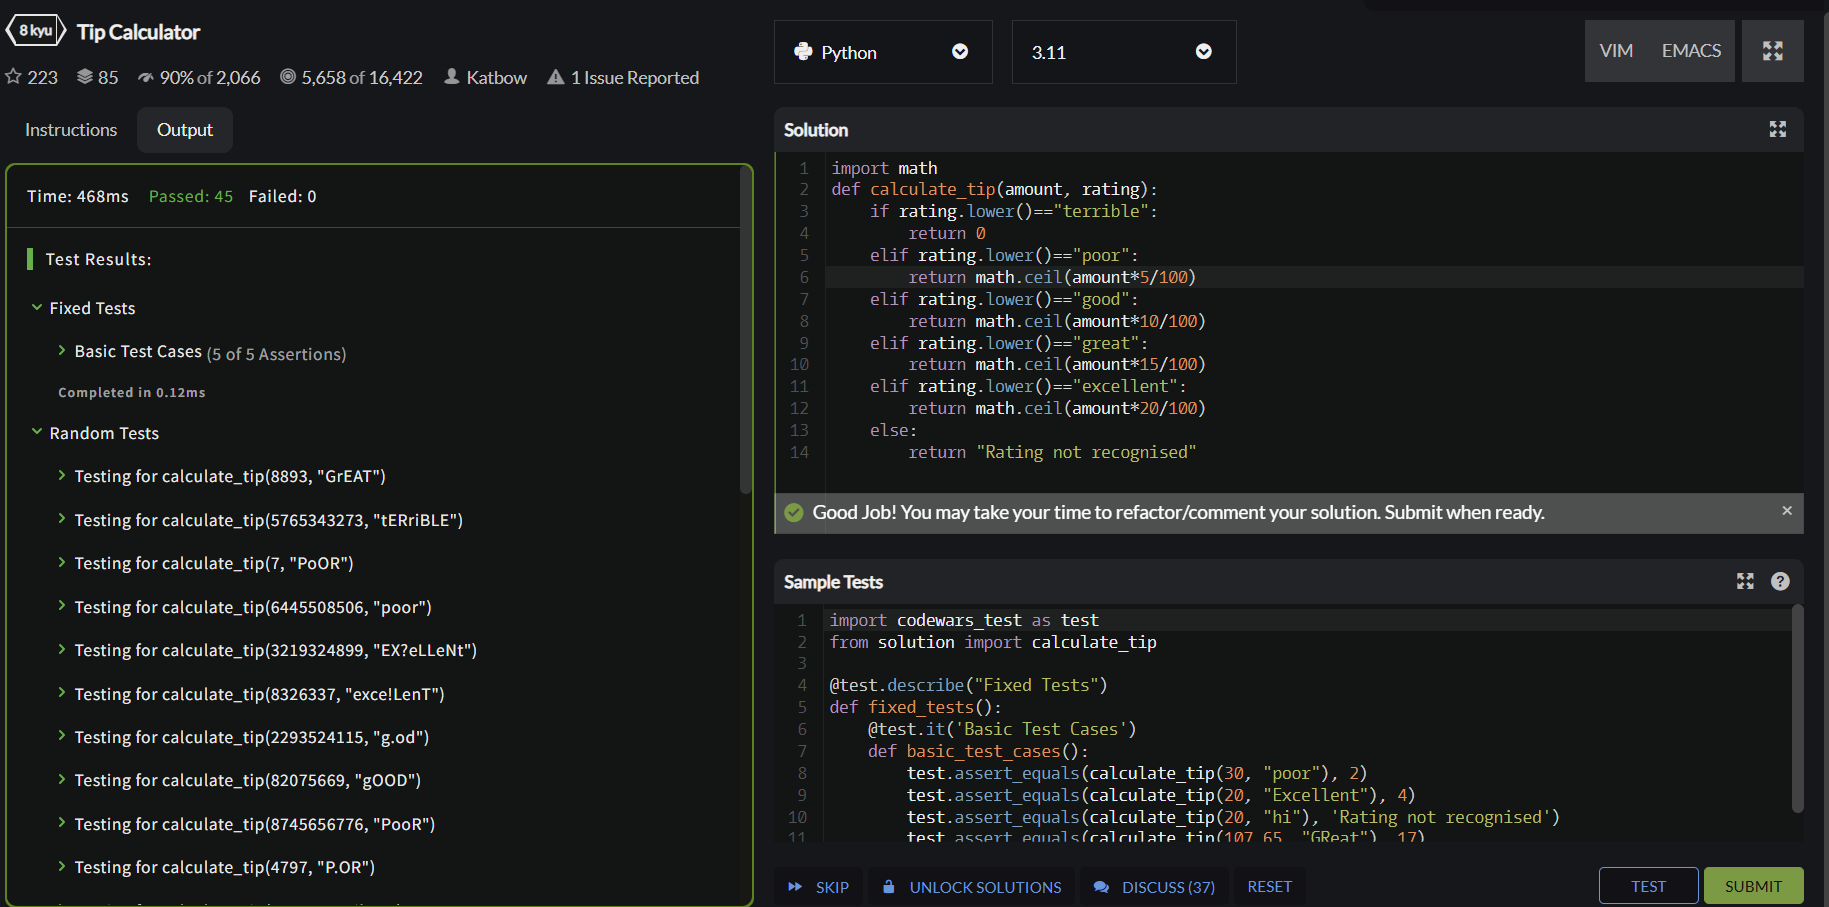 8 kyu Tip Calculator
223 85 90% of 2,066 5,658 of 16,422 Katbow 1 Issue Reported
Instructions Output
Time: 468ms Passed: 45 Failed: 0
Test Results:
Fixed Tests
Basic Test Cases (5 of 5 Assertions)
Completed in 0.12ms
Random Tests
Testing for calculate_tip(8893, "GrEAT")
Testing for calculate_tip(5765343273, "tERriBLE")
Testing for calculate_tip(7, "PoOR")
Testing for calculate_tip(6445508506, "poor")
Testing for calculate_tip(3219324899, "EX?eLLeNt")
Testing for calculate_tip(8326337, "exce!LenT")
Testing for calculate_tip(2293524115, "g.od")
Testing for calculate_tip(82075669, "gOOD")
Testing for calculate_tip(8745656776, "PooR")
Testing for calculate_tip(4797, "P.OR")
Python 3.11 VIM EMACS
Solution
1 import math
2 def calculate_tip(amount, rating):
3 if rating.lower()=="terrible":
4 return 0
5 elif rating.lower()=="poor":
6 return math.ceil(amount*5/100)
7 elif rating.lower()=="good":
8 return math.ceil(amount*10/100)
9 elif rating.lower()=="great":
10 return math.ceil(amount*15/100)
11 elif rating.lower()=="excellent":
12 return math.ceil(amount*20/100)
13 else:
14 return "Rating not recognised"
Good Job! You may take your time to refactor/comment your solution. Submit when ready.
Sample Tests
1 import codewars_test as test
2 from solution import calculate_tip
3
4 @test.describe("Fixed Tests")
5 def fixed_tests():
6 @test.it('Basic Test Cases')
7 def basic_test_cases():
8 test.assert_equals(calculate_tip(30, "poor"), 2)
9 test.assert_equals(calculate_tip(20, "Excellent"), 4)
10 test.assert_equals(calculate_tip(20, "hi"), 'Rating not recognised')
11 test.assert_equals(calculate_tip(107.65, "GReat"), 17)
SKIP UNLOCK SOLUTIONS DISCUSS (37) RESET TEST SUBMIT